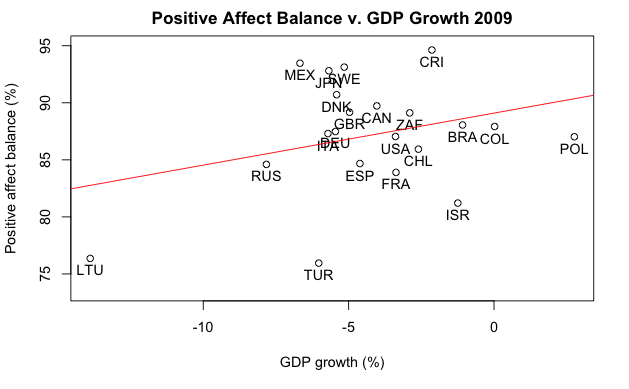 Positive Affect Balance v. GDP Growth 2009
Positive affect balance (%)
95
90
85
80
75
MEX
JPN
SWE
CRI
DNK
GBR
CAN
ZAF
ITA
DEU
USA
BRA
COL
POL
CHL
RUS
ESP
FRA
ISR
LTU
TUR
-10
-5
0
GDP growth (%)